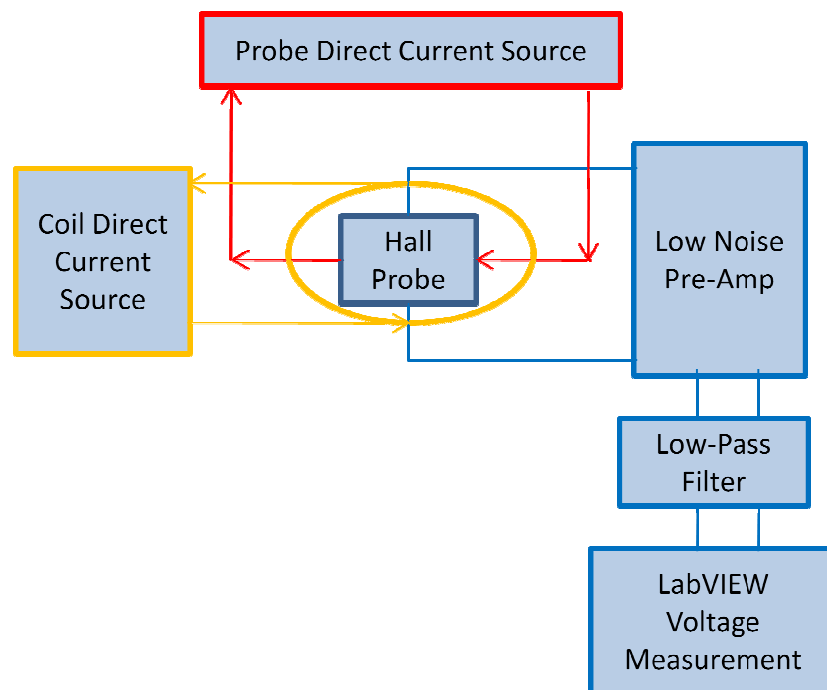 Probe Direct Current Source
Coil Direct
Current
Source
Hall
Probe
Low Noise
Pre-Amp
Low-Pass
Filter
LabVIEW
Voltage
Measurement